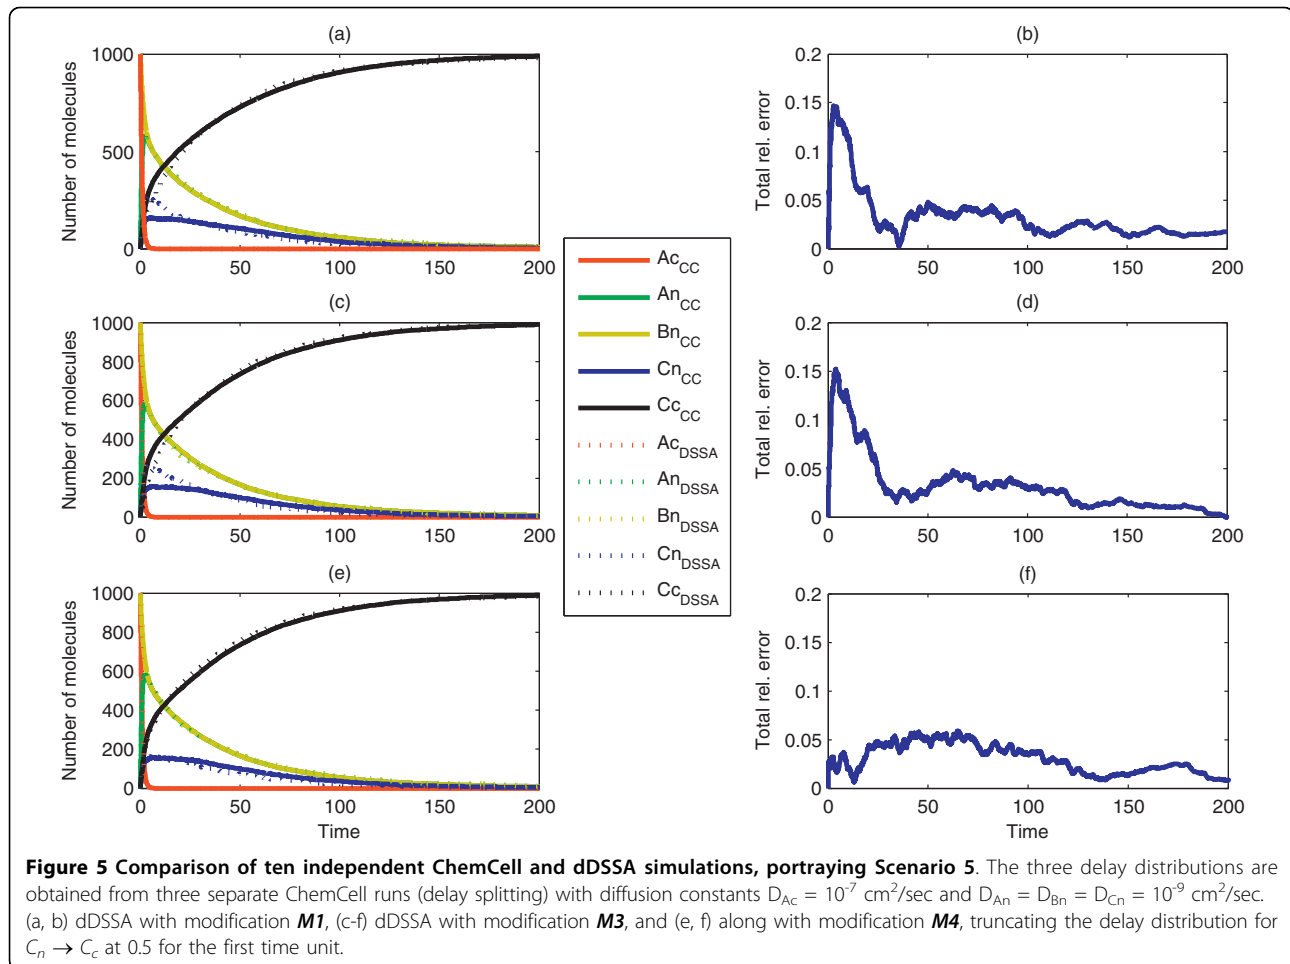 (a)
1000
500
0
0 50 100 150 200
Number of molecules
(b)
0.2
0.15
0.1
0.05
0
0 50 100 150 200
Total rel. error
(c)
1000
800
600
400
200
0
0 50 100 150 200
Number of molecules
Ac_CC
An_CC
Bn_CC
Cn_CC
Cc_CC
Ac_DSSA
An_DSSA
Bn_DSSA
Cn_DSSA
Cc_DSSA
(d)
0.2
0.15
0.1
0.05
0
0 50 100 150 200
Total rel. error
(e)
1000
800
600
400
200
0
0 50 100 150 200
Number of molecules
Time
(f)
0.2
0.15
0.1
0.05
0
0 50 100 150 200
Total rel. error
Time
Figure 5 Comparison of ten independent ChemCell and dDSSA simulations, portraying Scenario 5. The three delay distributions are
obtained from three separate ChemCell runs (delay splitting) with diffusion constants D_Ac = 10^-7 cm²/sec and D_An = D_Bn = D_Cn = 10^-9 cm²/sec.
(a, b) dDSSA with modification M1, (c-f) dDSSA with modification M3, and (e, f) along with modification M4, truncating the delay distribution for
C_n → C_c at 0.5 for the first time unit.